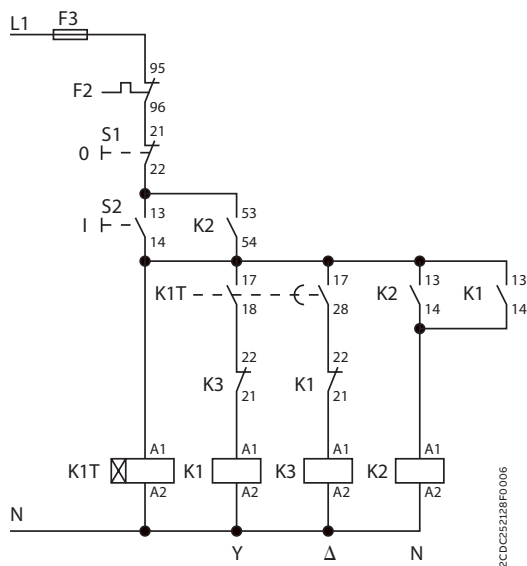 L1 F3
95
F2
96
S1 21
0
22
S2 13 K2 53
I
14 54
17 17 13 13
K1T K2 K1
18 28 14 14
22 22
K3 K1
21 21
A1 A1 A1 A1
K1T K1 K3 K2
A2 A2 A2 A2
N
Y Δ N
2CDC252128F0006